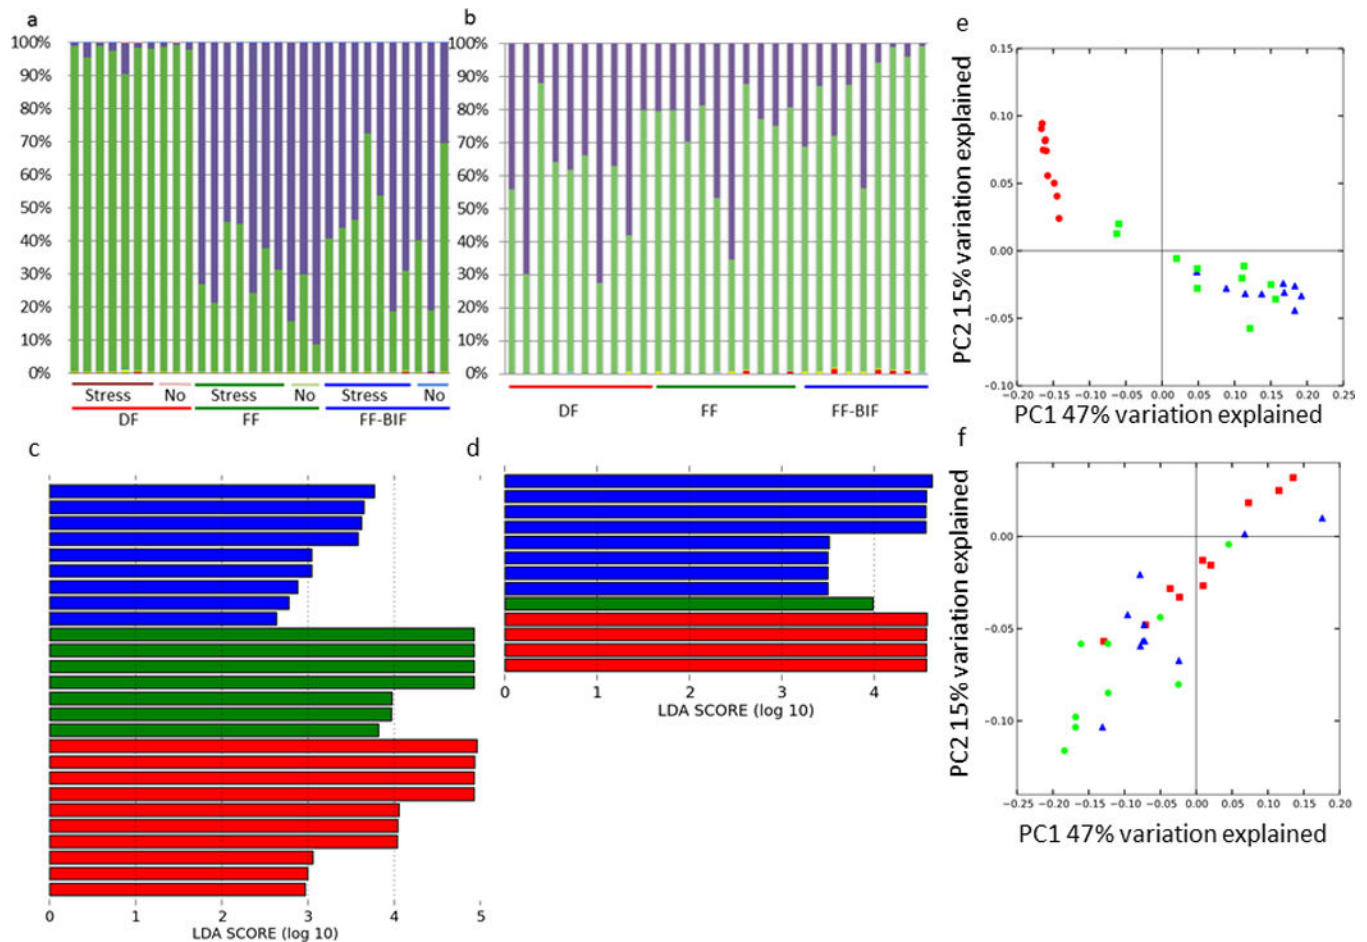 a
100%
90%
80%
70%
60%
50%
40%
30%
20%
10%
0%
Stress No Stress No Stress No
DF FF FF-BIF
b
100%
90%
80%
70%
60%
50%
40%
30%
20%
10%
0%
DF FF FF-BIF
e
PC2 15% variation explained
0.15
0.10
0.05
0.00
−0.05
−0.10
−0.20 −0.15 −0.10 −0.05 0.00 0.05 0.10 0.15 0.20 0.25
PC1 47% variation explained
c
0 1 2 3 4 5
LDA SCORE (log 10)
d
0 1 2 3 4
LDA SCORE (log 10)
f
PC2 15% variation explained
0.00
−0.05
−0.10
−0.25 −0.20 −0.15 −0.10 −0.05 0.00 0.05 0.10 0.15 0.20
PC1 47% variation explained